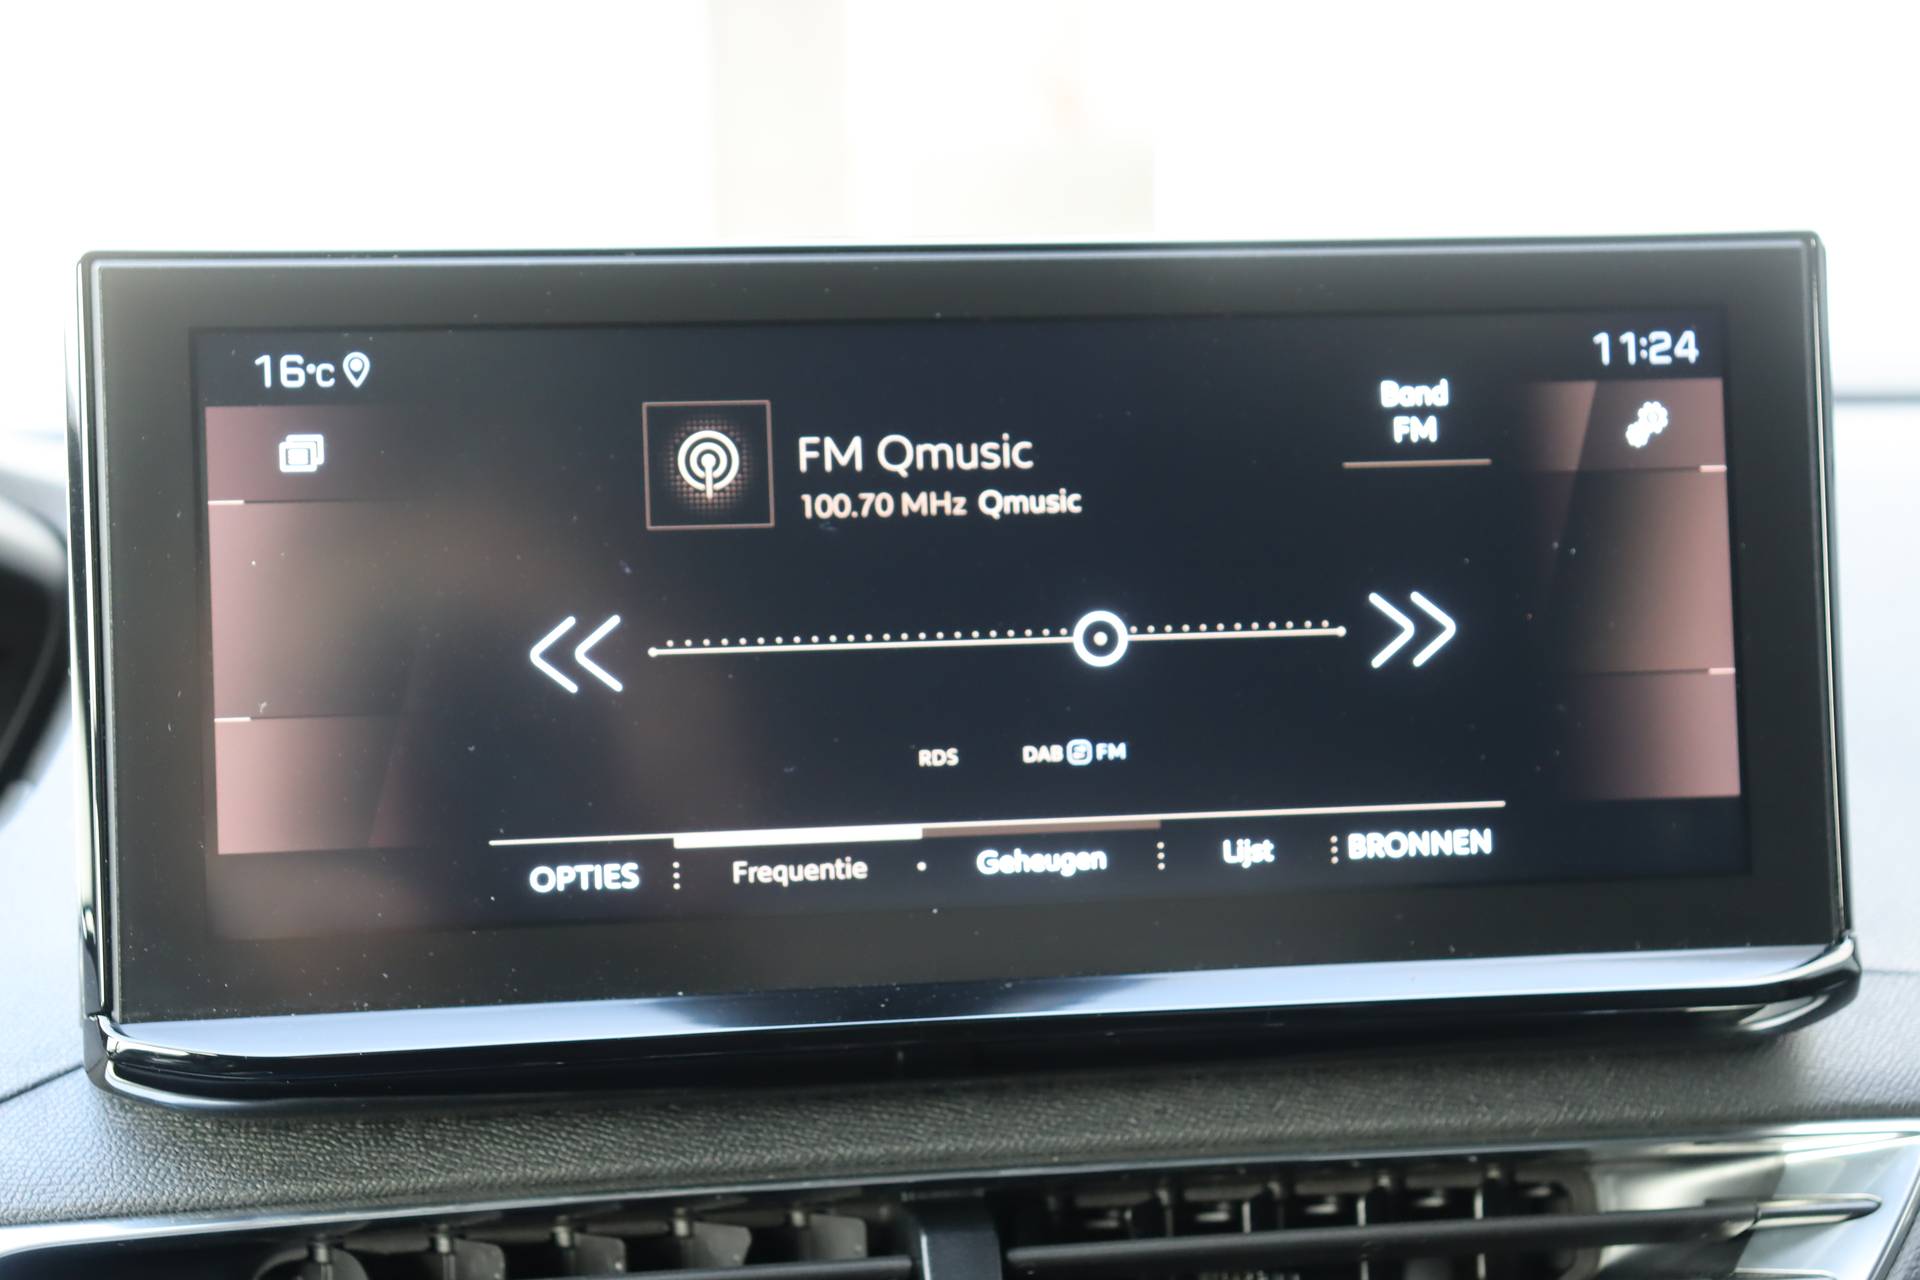 16°C
11:24
Band
FM
FM Qmusic
100.70 MHz Qmusic
RDS DAB FM
OPTIES Frequentie Geheugen Lijst BRONNEN